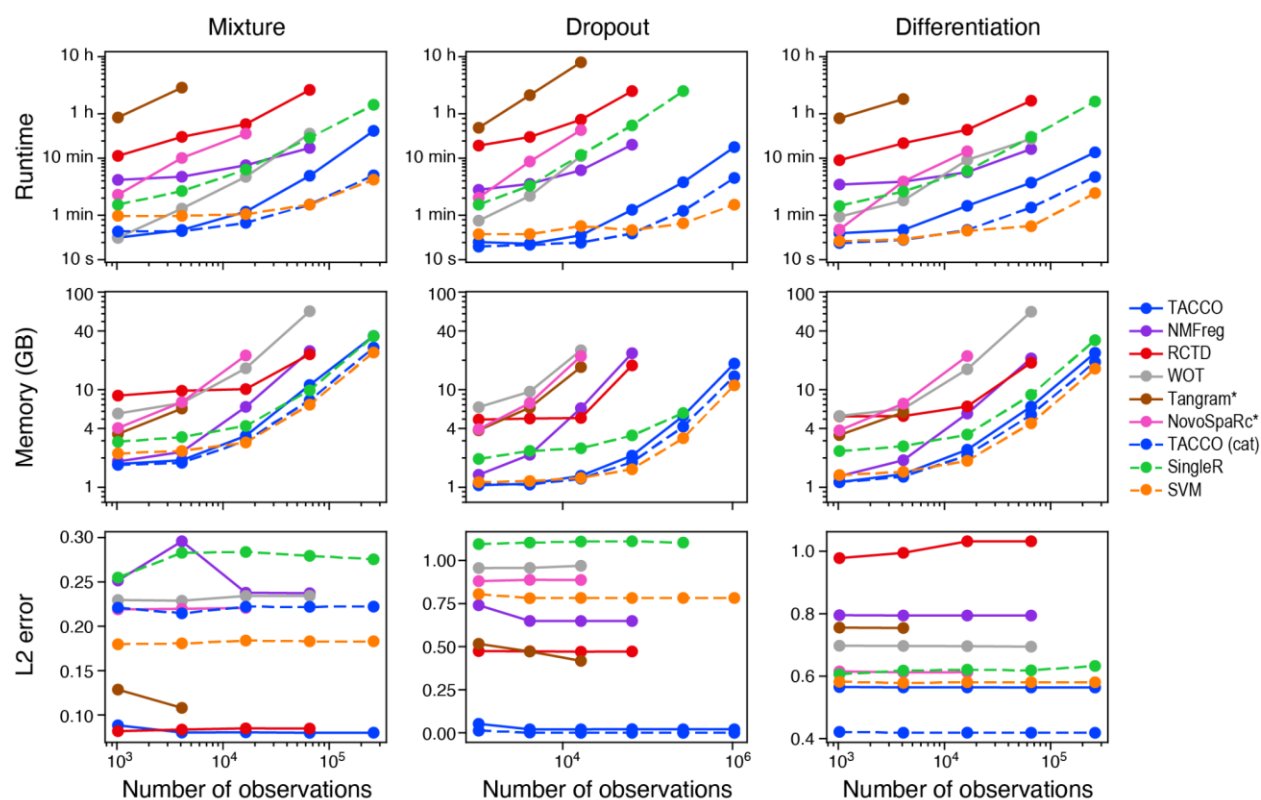 Mixture
Dropout
Differentiation
Runtime
10 h
1 h
10 min
1 min
10 s
10 h
1 h
10 min
1 min
10 s
10 h
1 h
10 min
1 min
10 s
Memory (GB)
100
40
10
4
1
100
40
10
4
1
100
40
10
4
1
TACCO
NMFreg
RCTD
WOT
Tangram*
NovoSpaRc*
TACCO (cat)
SingleR
SVM
L2 error
0.30
0.25
0.20
0.15
0.10
1.00
0.75
0.50
0.25
0.00
1.0
0.8
0.6
0.4
10³ 10⁴ 10⁵
10⁴ 10⁶
10³ 10⁴ 10⁵
Number of observations
Number of observations
Number of observations